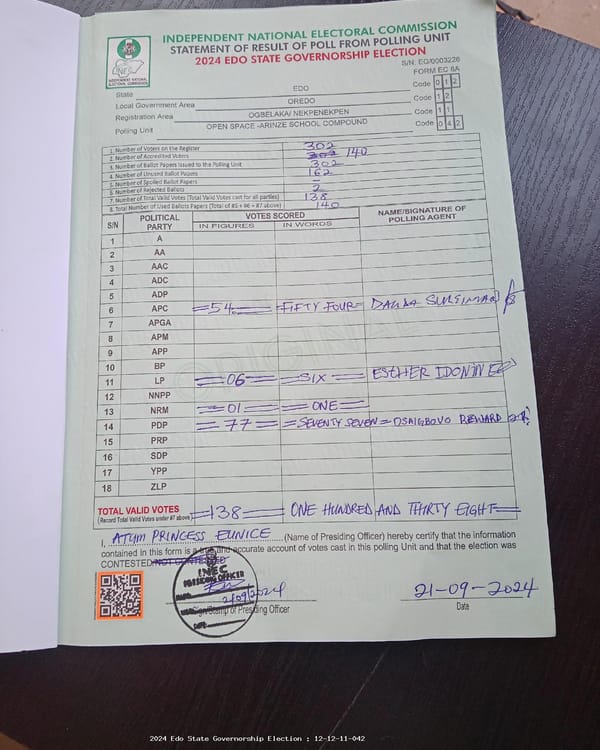 INDEPENDENT NATIONAL ELECTORAL COMMISSION
STATEMENT OF RESULT OF POLL FROM POLLING UNIT
2024 EDO STATE GOVERNORSHIP ELECTION
INEC
INDEPENDENT NATIONAL ELECTORAL COMMISSION
S/N: EG/0003226
FORM EC 8A
State EDO Code 0 1 2
Local Government Area OREDO Code 1 2
Registration Area OGBELAKA/ NEKPENEKPEN Code 1 1
Polling Unit OPEN SPACE -ARINZE SCHOOL COMPOUND Code 0 4 2
1. Number of Voters on the Register 302
2. Number of Accredited Voters 302 140
3. Number of Ballot Papers Issued to the Polling Unit 302
4. Number of Unused Ballot Papers 162
5. Number of Spoiled Ballot Papers –
6. Number of Rejected Ballots 2
7. Number of Total Valid Votes (Total Valid Votes cast for all parties) 138
8. Total Number of Used Ballots Papers (Total of #5 + #6 + #7 above) 140
S/N POLITICAL PARTY VOTES SCORED NAME/SIGNATURE OF POLLING AGENT
IN FIGURES IN WORDS
1 A
2 AA
3 AAC
4 ADC
5 ADP
6 APC =54= FIFTY FOUR=
7 APGA
8 APM
9 APP
10 BP
11 LP =06= =SIX= ESTHER
12 NNPP
13 NRM =01= =ONE=
14 PDP =77= =SEVENTY SEVEN= OSAIGBOVO REWARD
15 PRP
16 SDP
17 YPP
18 ZLP
TOTAL VALID VOTES =138= ONE HUNDRED AND THIRTY EIGHT=
(Record Total Valid Votes under #7 above)
I, ATUM PRINCESS EUNICE (Name of Presiding Officer) hereby certify that the information
contained in this form is a true and accurate account of votes cast in this polling Unit and that the election was
CONTESTED/NOT CONTESTED
INEC
PRESIDING OFFICER
21/09/2024
Sign/Stamp of Presiding Officer
21-09-2024
Date
2024 Edo State Governorship Election : 12-12-11-042